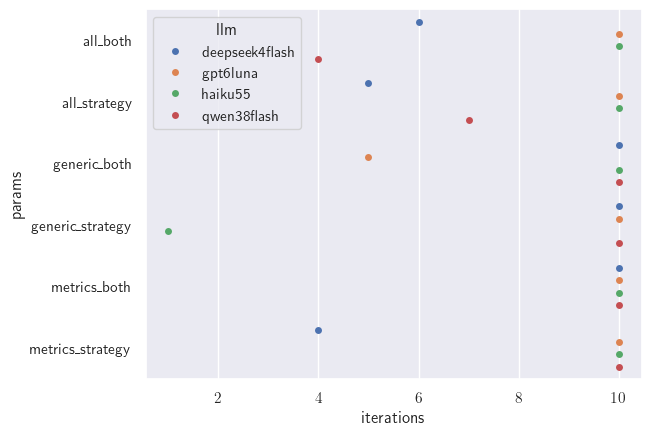 llm
deepseek4flash
gpt6luna
haiku55
qwen38flash
params
all_both
all_strategy
generic_both
generic_strategy
metrics_both
metrics_strategy
2 4 6 8 10
iterations